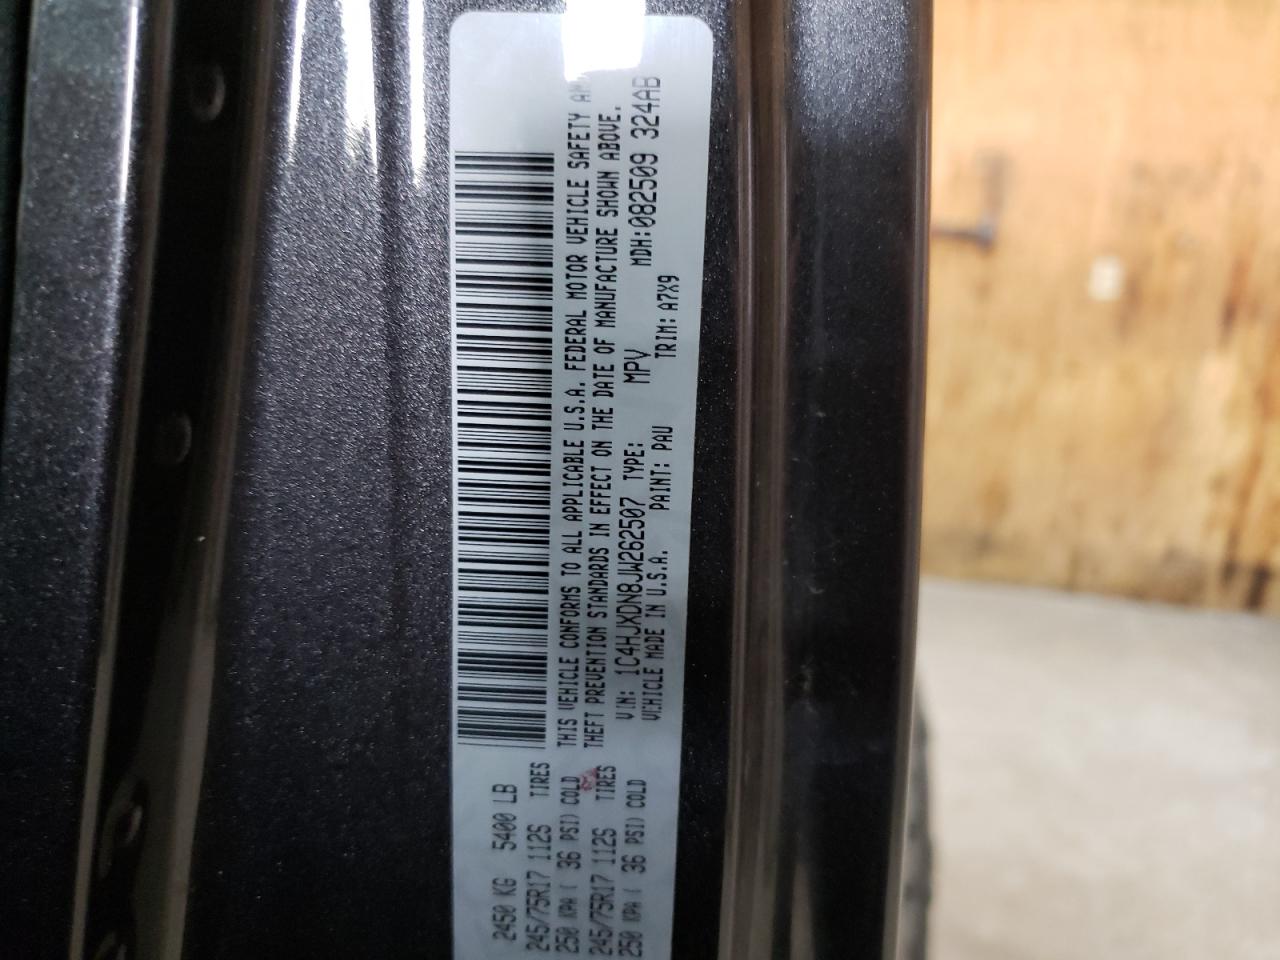 2450 KG 5400 LB
245/75R17 112S TIRES
250 KPA ( 36 PSI) COLD
245/75R17 112S TIRES
250 KPA ( 36 PSI) COLD
THIS VEHICLE CONFORMS TO ALL APPLICABLE U.S.A. FEDERAL MOTOR VEHICLE SAFETY
THEFT PREVENTION STANDARDS IN EFFECT ON THE DATE OF MANUFACTURE SHOWN ABOVE.
VIN: 1C4HJXDN8JW262507 TYPE: MPV MDH:082509 324AB
VEHICLE MADE IN U.S.A. PAINT: PAU TRIM: A7X9